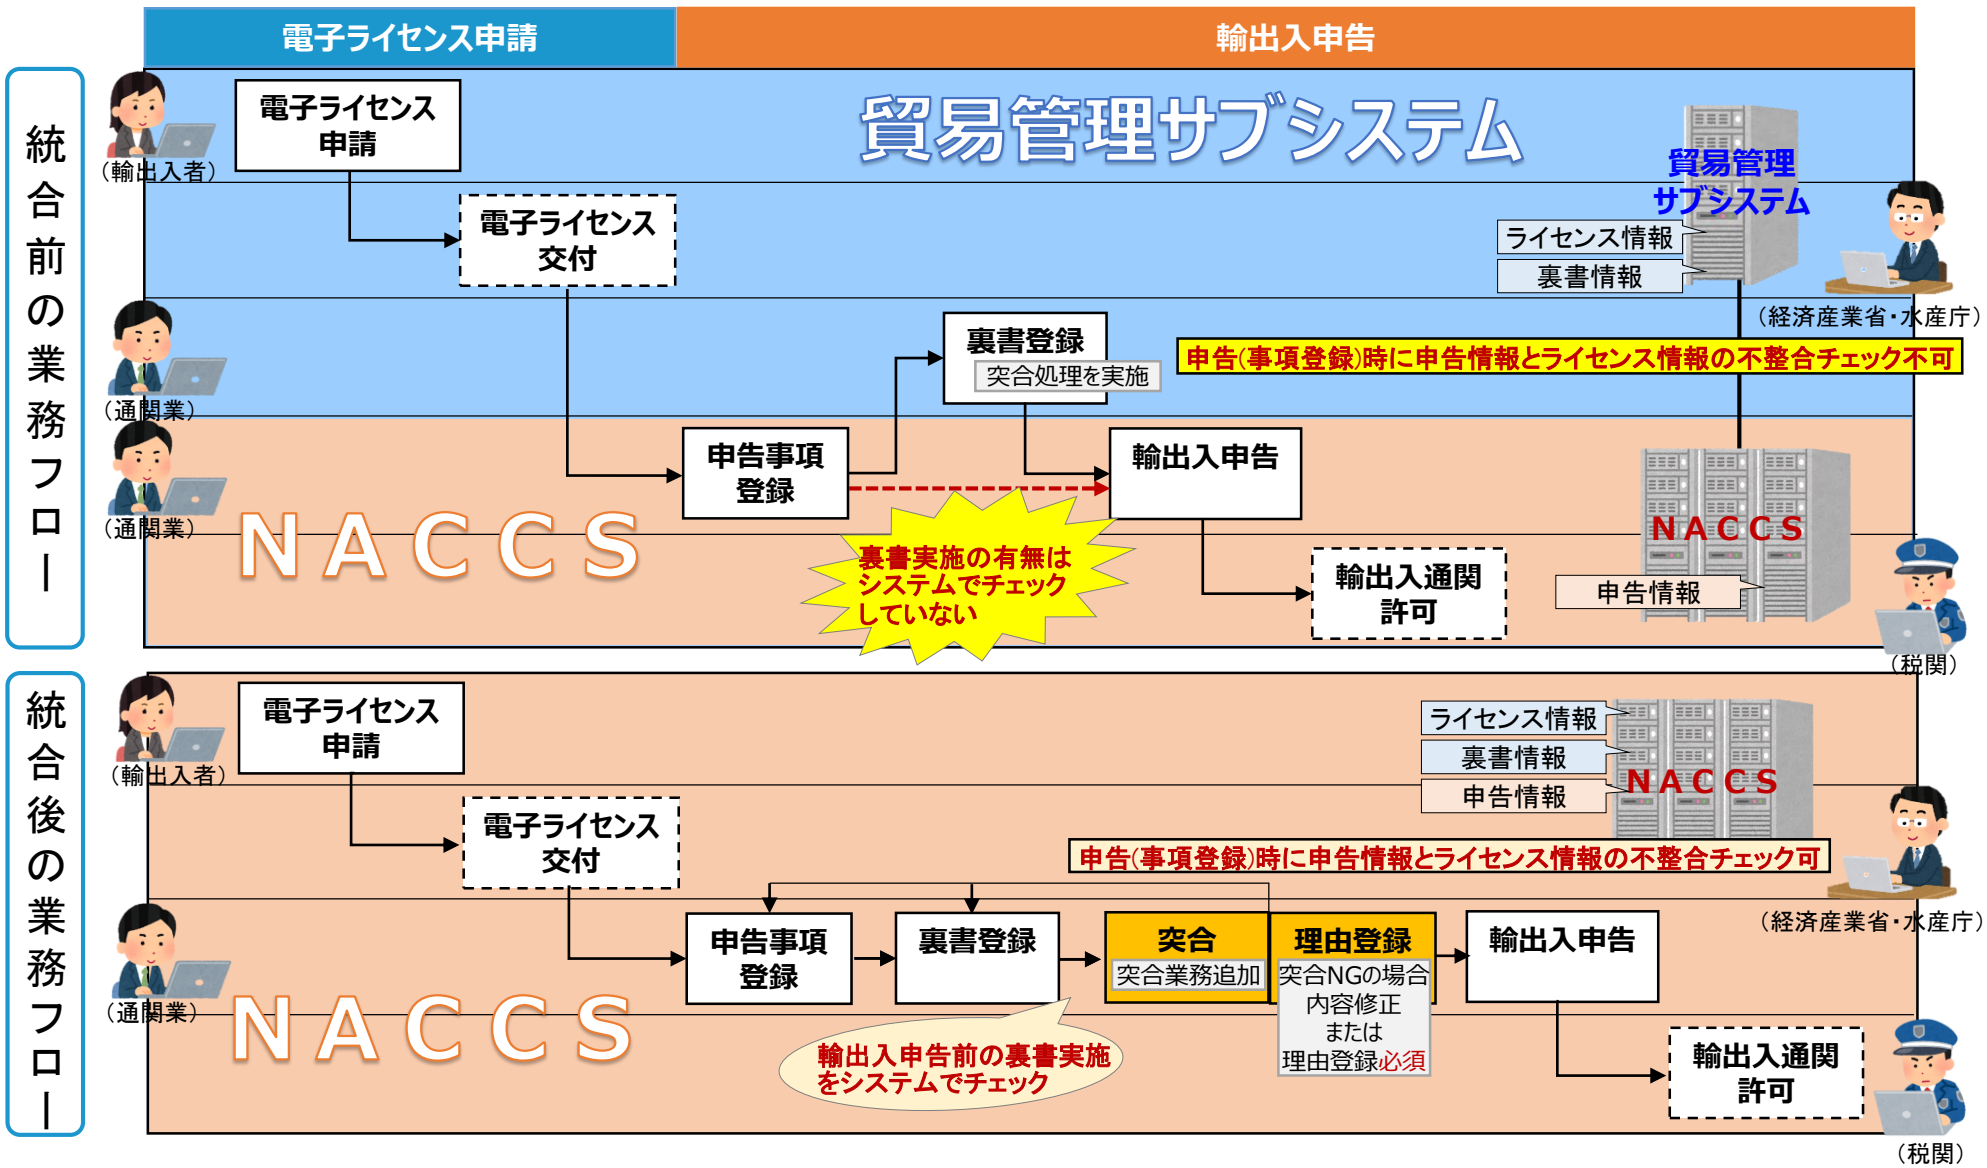 電子ライセンス申請
輸出入申告
統合前の業務フロー
（輸出入者）
電子ライセンス
申請
貿易管理サブシステム
貿易管理
サブシステム
電子ライセンス
交付
ライセンス情報
裏書情報
（経済産業省・水産庁）
（通関業）
裏書登録
突合処理を実施
申告(事項登録)時に申告情報とライセンス情報の不整合チェック不可
（通関業）
申告事項
登録
輸出入申告
ＮＡＣＣＳ
ＮＡＣＣＳ
裏書実施の有無は
システムでチェック
していない
輸出入通関
許可
申告情報
（税関）
統合後の業務フロー
（輸出入者）
電子ライセンス
申請
ライセンス情報
裏書情報
申告情報
ＮＡＣＣＳ
電子ライセンス
交付
申告(事項登録)時に申告情報とライセンス情報の不整合チェック可
（経済産業省・水産庁）
（通関業）
申告事項
登録
裏書登録
突合
突合業務追加
理由登録
突合NGの場合
内容修正
または
理由登録必須
輸出入申告
ＮＡＣＣＳ
輸出入申告前の裏書実施
をシステムでチェック
輸出入通関
許可
（税関）